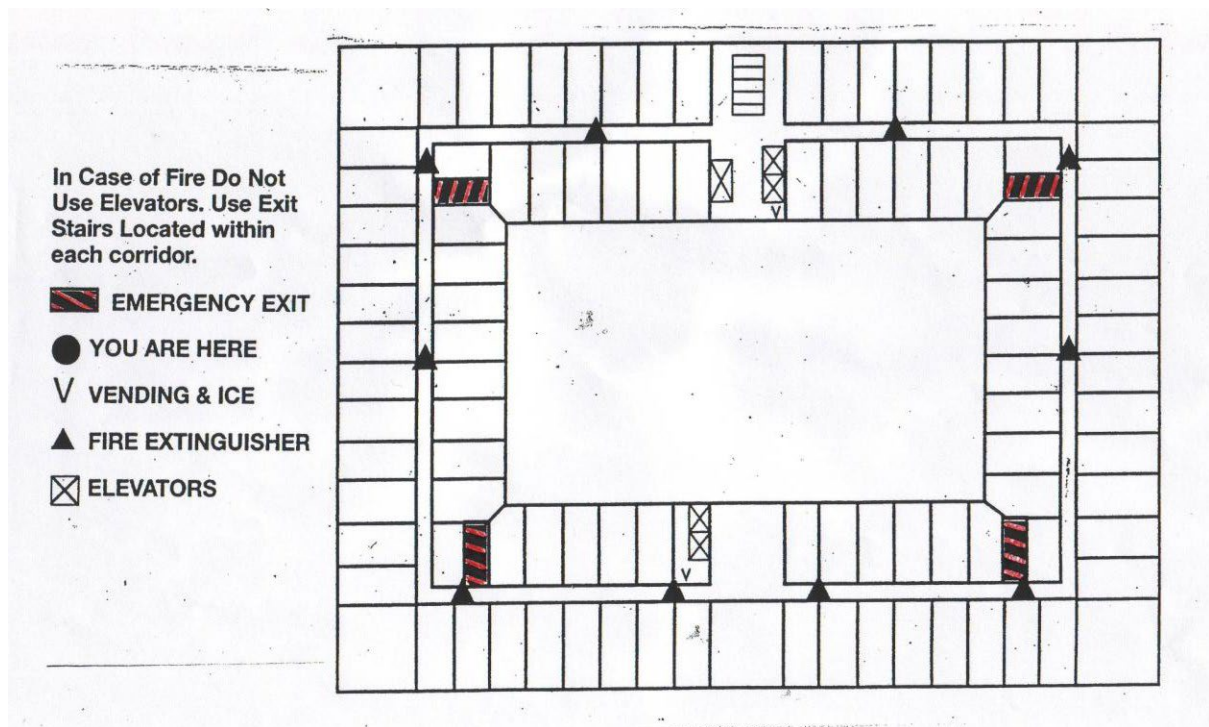 In Case of Fire Do Not
Use Elevators. Use Exit
Stairs Located within
each corridor.
EMERGENCY EXIT
YOU ARE HERE
V VENDING & ICE
FIRE EXTINGUISHER
ELEVATORS
V
V